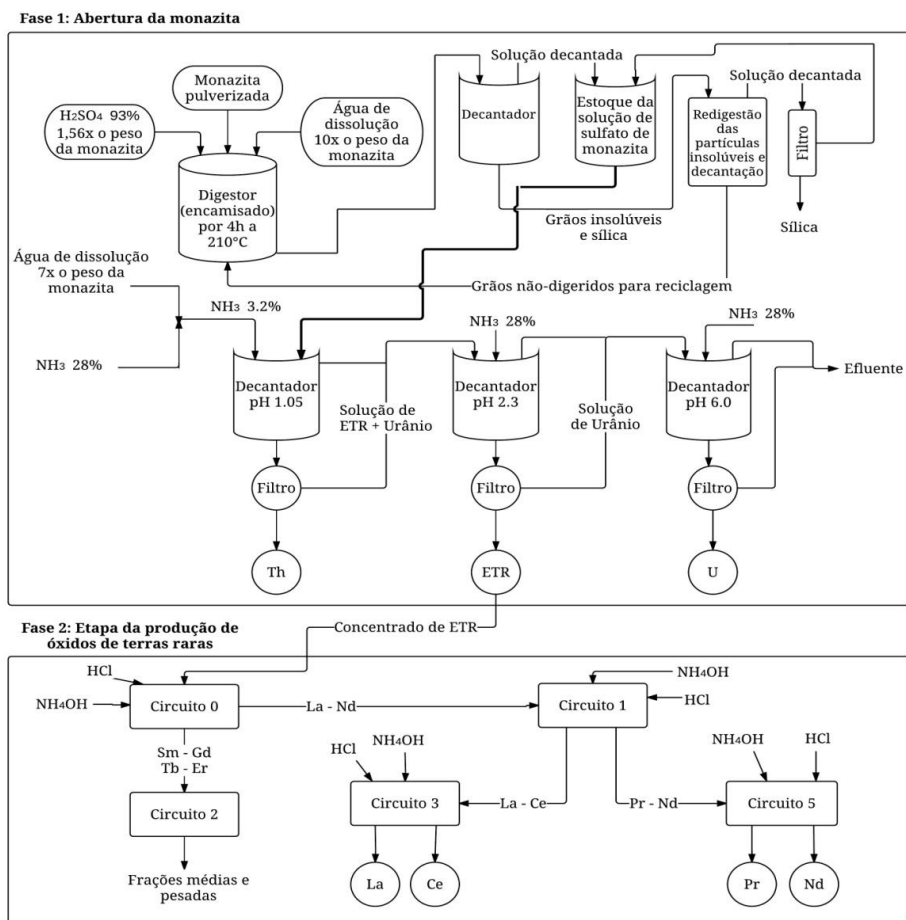 Fase 1: Abertura da monazita
Monazita
pulverizada
H2SO4 93%
1,56x o peso
da monazita
Água de
dissolução
10x o peso da
monazita
Digestor
(encamisado)
por 4h a
210°C
Solução decantada
Decantador
Estoque da
solução de
sulfato de
monazita
Solução decantada
Redigestão
das
partículas
insolúveis e
decantação
Filtro
Sílica
Grãos insolúveis
e sílica
Grãos não-digeridos para reciclagem
Água de dissolução
7x o peso da
monazita
NH3 3.2%
NH3 28%
NH3 28%
NH3 28%
Decantador
pH 1.05
Decantador
pH 2.3
Decantador
pH 6.0
Efluente
Solução de
ETR + Urânio
Solução
de Urânio
Filtro
Filtro
Filtro
Th
ETR
U
Fase 2: Etapa da produção de
óxidos de terras raras
Concentrado de ETR
HCl
NH4OH
Circuito 0
La - Nd
NH4OH
HCl
Circuito 1
Sm - Gd
Tb - Er
Circuito 2
Frações médias e
pesadas
HCl
NH4OH
Circuito 3
La - Ce
Pr - Nd
NH4OH
HCl
Circuito 5
La
Ce
Pr
Nd